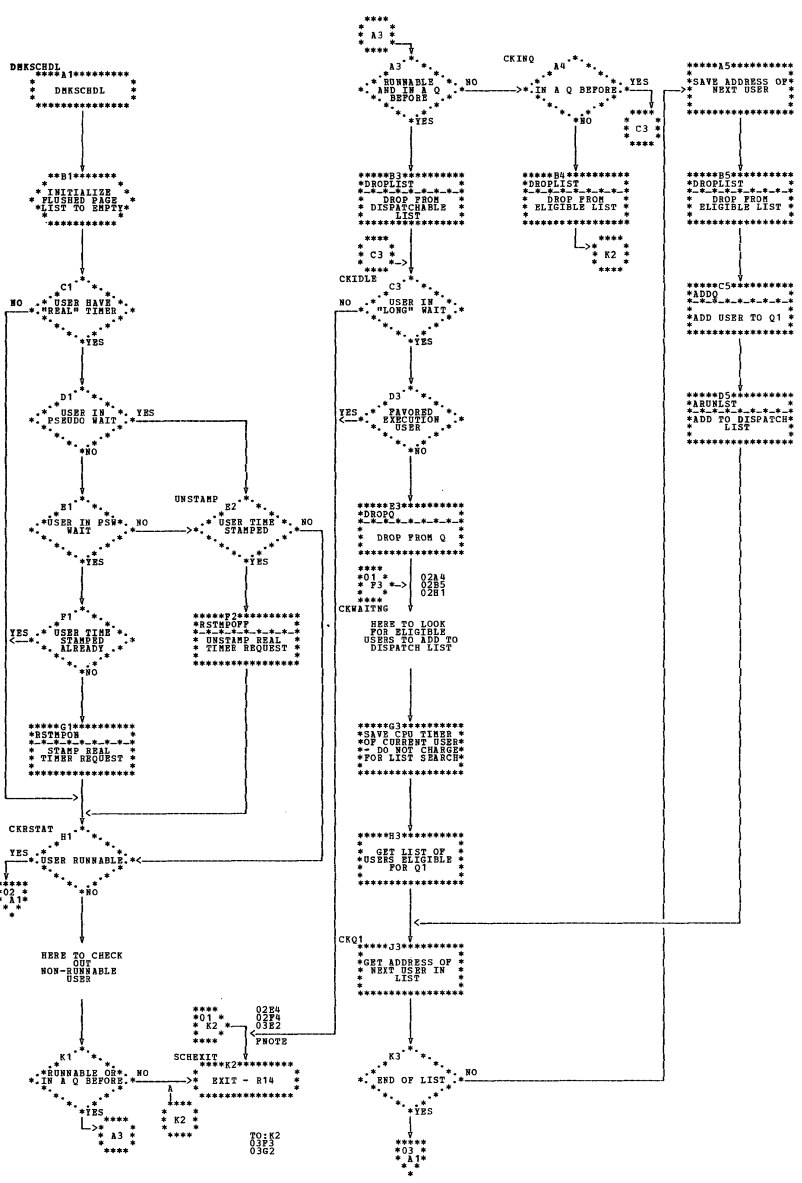 DMKSCHDL
A1
DMKSCHDL
B1
INITIALIZE
FLUSHED PAGE
LIST TO EMPTY
C1
USER HAVE
"REAL" TIMER
NO
YES
D1
USER IN
PSEUDO WAIT
YES
NO
E1
USER IN PSW
WAIT
NO
YES
UNSTAMP
E2
USER TIME
STAMPED
NO
YES
F1
USER TIME
STAMPED
ALREADY
YES
NO
F2
RSTMPOFF
UNSTAMP REAL
TIMER REQUEST
G1
RSTMPON
STAMP REAL
TIMER REQUEST
CKRSTAT
H1
USER RUNNABLE
YES
NO
02
A1
HERE TO CHECK
OUT
NON-RUNNABLE
USER
K1
RUNNABLE OR
IN A Q BEFORE
NO
YES
A3
01
K2
02E4
02F4
03E2
FNOTE
SCHEXIT
K2
EXIT - R14
A
K2
TO:K2
03F3
03G2
A3
A3
RUNNABLE
AND IN A Q
BEFORE
NO
YES
B3
DROPLIST
DROP FROM
DISPATCHABLE
LIST
C3
CKIDLE
C3
USER IN
"LONG" WAIT
NO
YES
D3
FAVORED
EXECUTION
USER
YES
NO
E3
DROPQ
DROP FROM Q
01
F3
02A4
02B5
02H1
CKWAITNG
HERE TO LOOK
FOR ELIGIBLE
USERS TO ADD TO
DISPATCH LIST
G3
SAVE CPU TIMER
OF CURRENT USER
- DO NOT CHARGE
FOR LIST SEARCH
H3
GET LIST OF
USERS ELIGIBLE
FOR Q1
CKQ1
J3
GET ADDRESS OF
NEXT USER IN
LIST
K3
END OF LIST
NO
YES
03
A1
CKINQ
A4
IN A Q BEFORE
YES
NO
C3
B4
DROPLIST
DROP FROM
ELIGIBLE LIST
K2
A5
SAVE ADDRESS OF
NEXT USER
B5
DROPLIST
DROP FROM
ELIGIBLE LIST
C5
ADDQ
ADD USER TO Q1
D5
ARUNLST
ADD TO DISPATCH
LIST